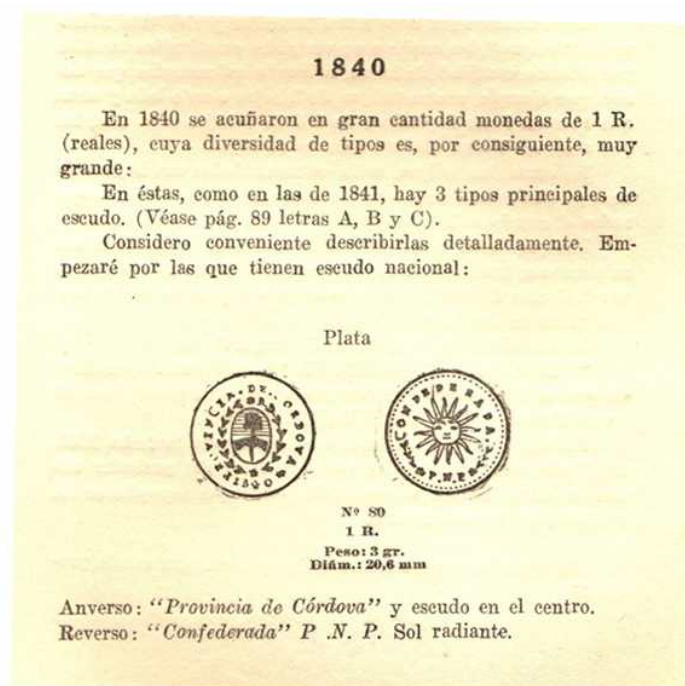 1840
En 1840 se acuñaron en gran cantidad monedas de 1 R.
(reales), cuya diversidad de tipos es, por consiguiente, muy
grande:
En éstas, como en las de 1841, hay 3 tipos principales de
escudo. (Véase pág. 89 letras A, B y C).
Considero conveniente describirlas detalladamente. Em-
pezaré por las que tienen escudo nacional:
Plata
CONFEDERADA
P.N.P.
1840
Nº 80
1 R.
Peso: 3 gr.
Diám.: 20,6 mm
Anverso: “Provincia de Córdova” y escudo en el centro.
Reverso: “Confederada” P .N. P. Sol radiante.